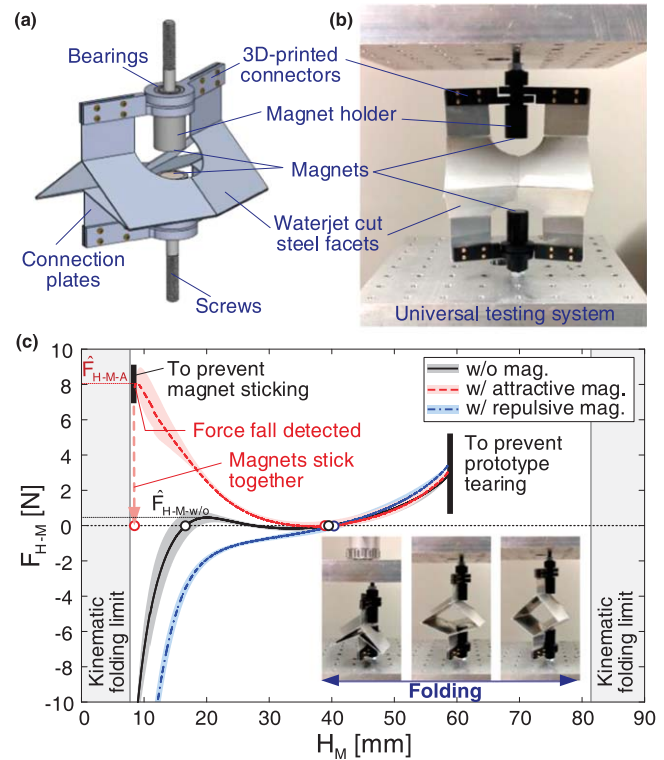 (a)
Bearings
3D-printed
connectors
Magnet holder
Magnets
Waterjet cut
steel facets
Connection
plates
Screws
(b)
Universal testing system
(c)
F̂H-M-A
To prevent
magnet sticking
Force fall detected
Magnets stick
together
F̂H-M-w/o
w/o mag.
w/ attractive mag.
w/ repulsive mag.
To prevent
prototype
tearing
Kinematic
folding limit
Kinematic
folding limit
Folding
FH-M [N]
10
8
6
4
2
0
-2
-4
-6
-8
-10
0 10 20 30 40 50 60 70 80 90
HM [mm]